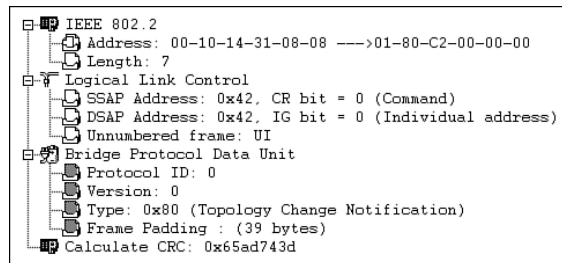 IEEE 802.2
Address: 00-10-14-31-08-08 --->01-80-C2-00-00-00
Length: 7
Logical Link Control
SSAP Address: 0x42, CR bit = 0 (Command)
DSAP Address: 0x42, IG bit = 0 (Individual address)
Unnumbered frame: UI
Bridge Protocol Data Unit
Protocol ID: 0
Version: 0
Type: 0x80 (Topology Change Notification)
Frame Padding : (39 bytes)
Calculate CRC: 0x65ad743d